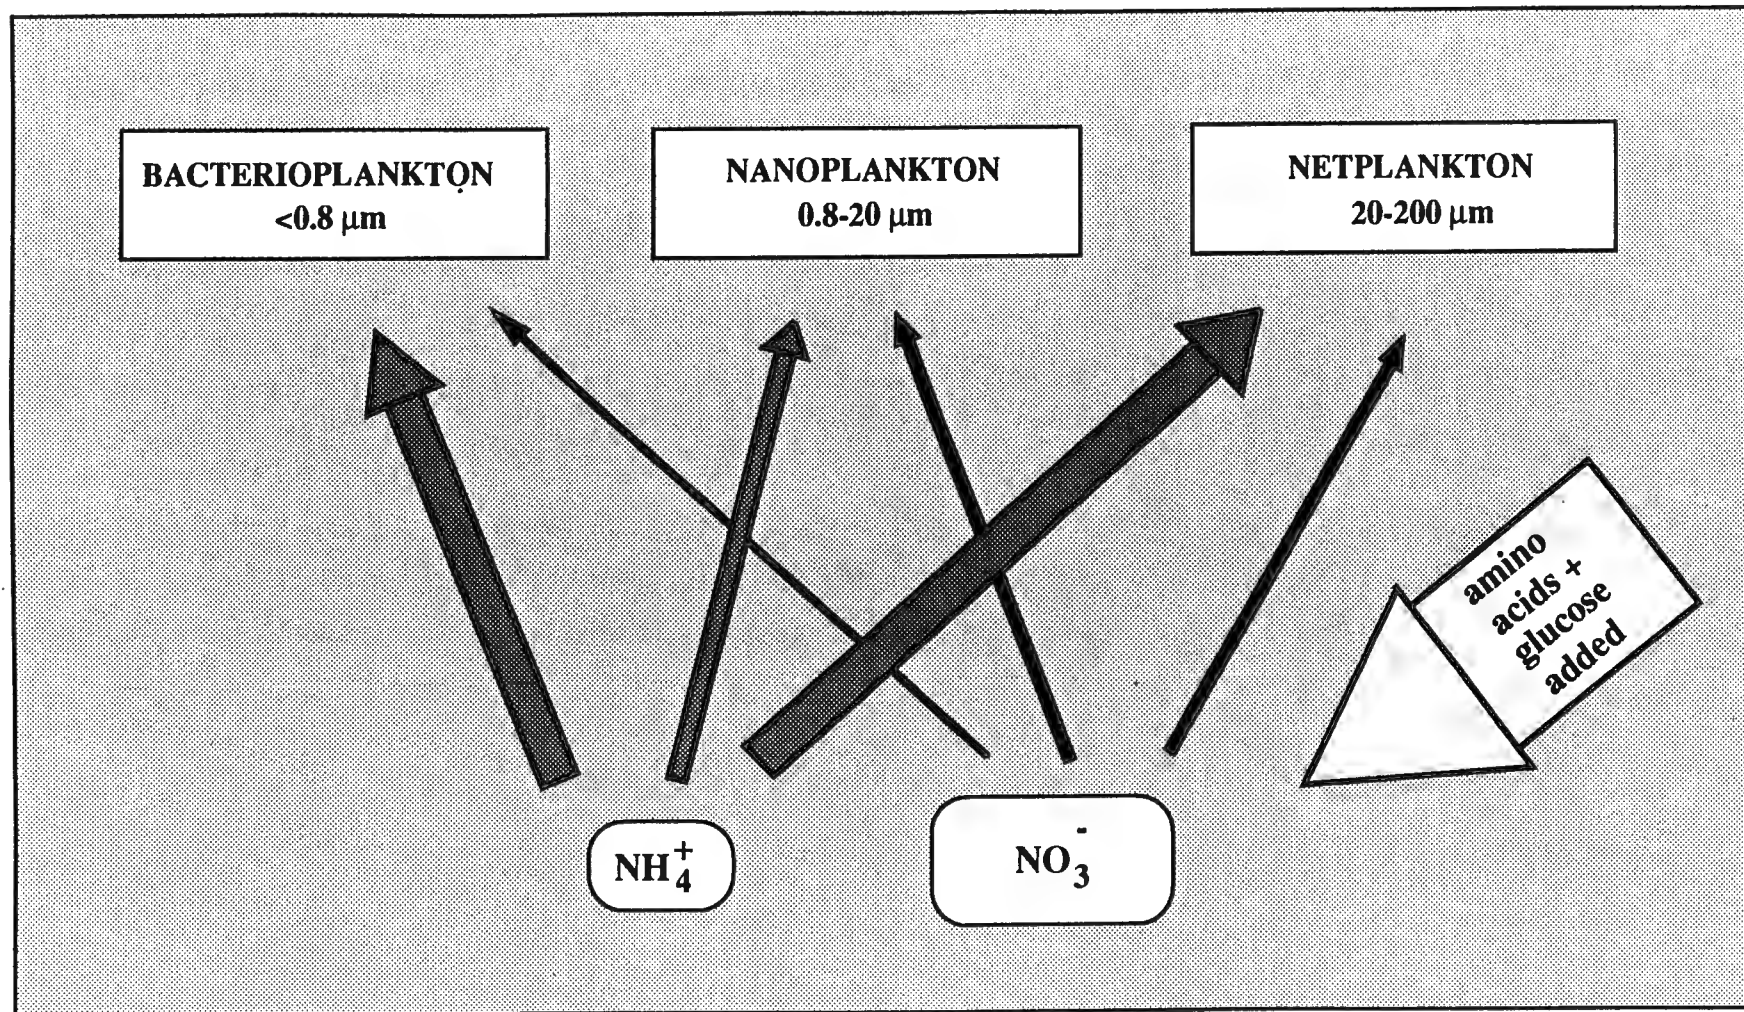 BACTERIOPLANKTON
<0.8 µm
NANOPLANKTON
0.8-20 µm
NETPLANKTON
20-200 µm
amino
acids +
glucose
added
NH4+
NO3-